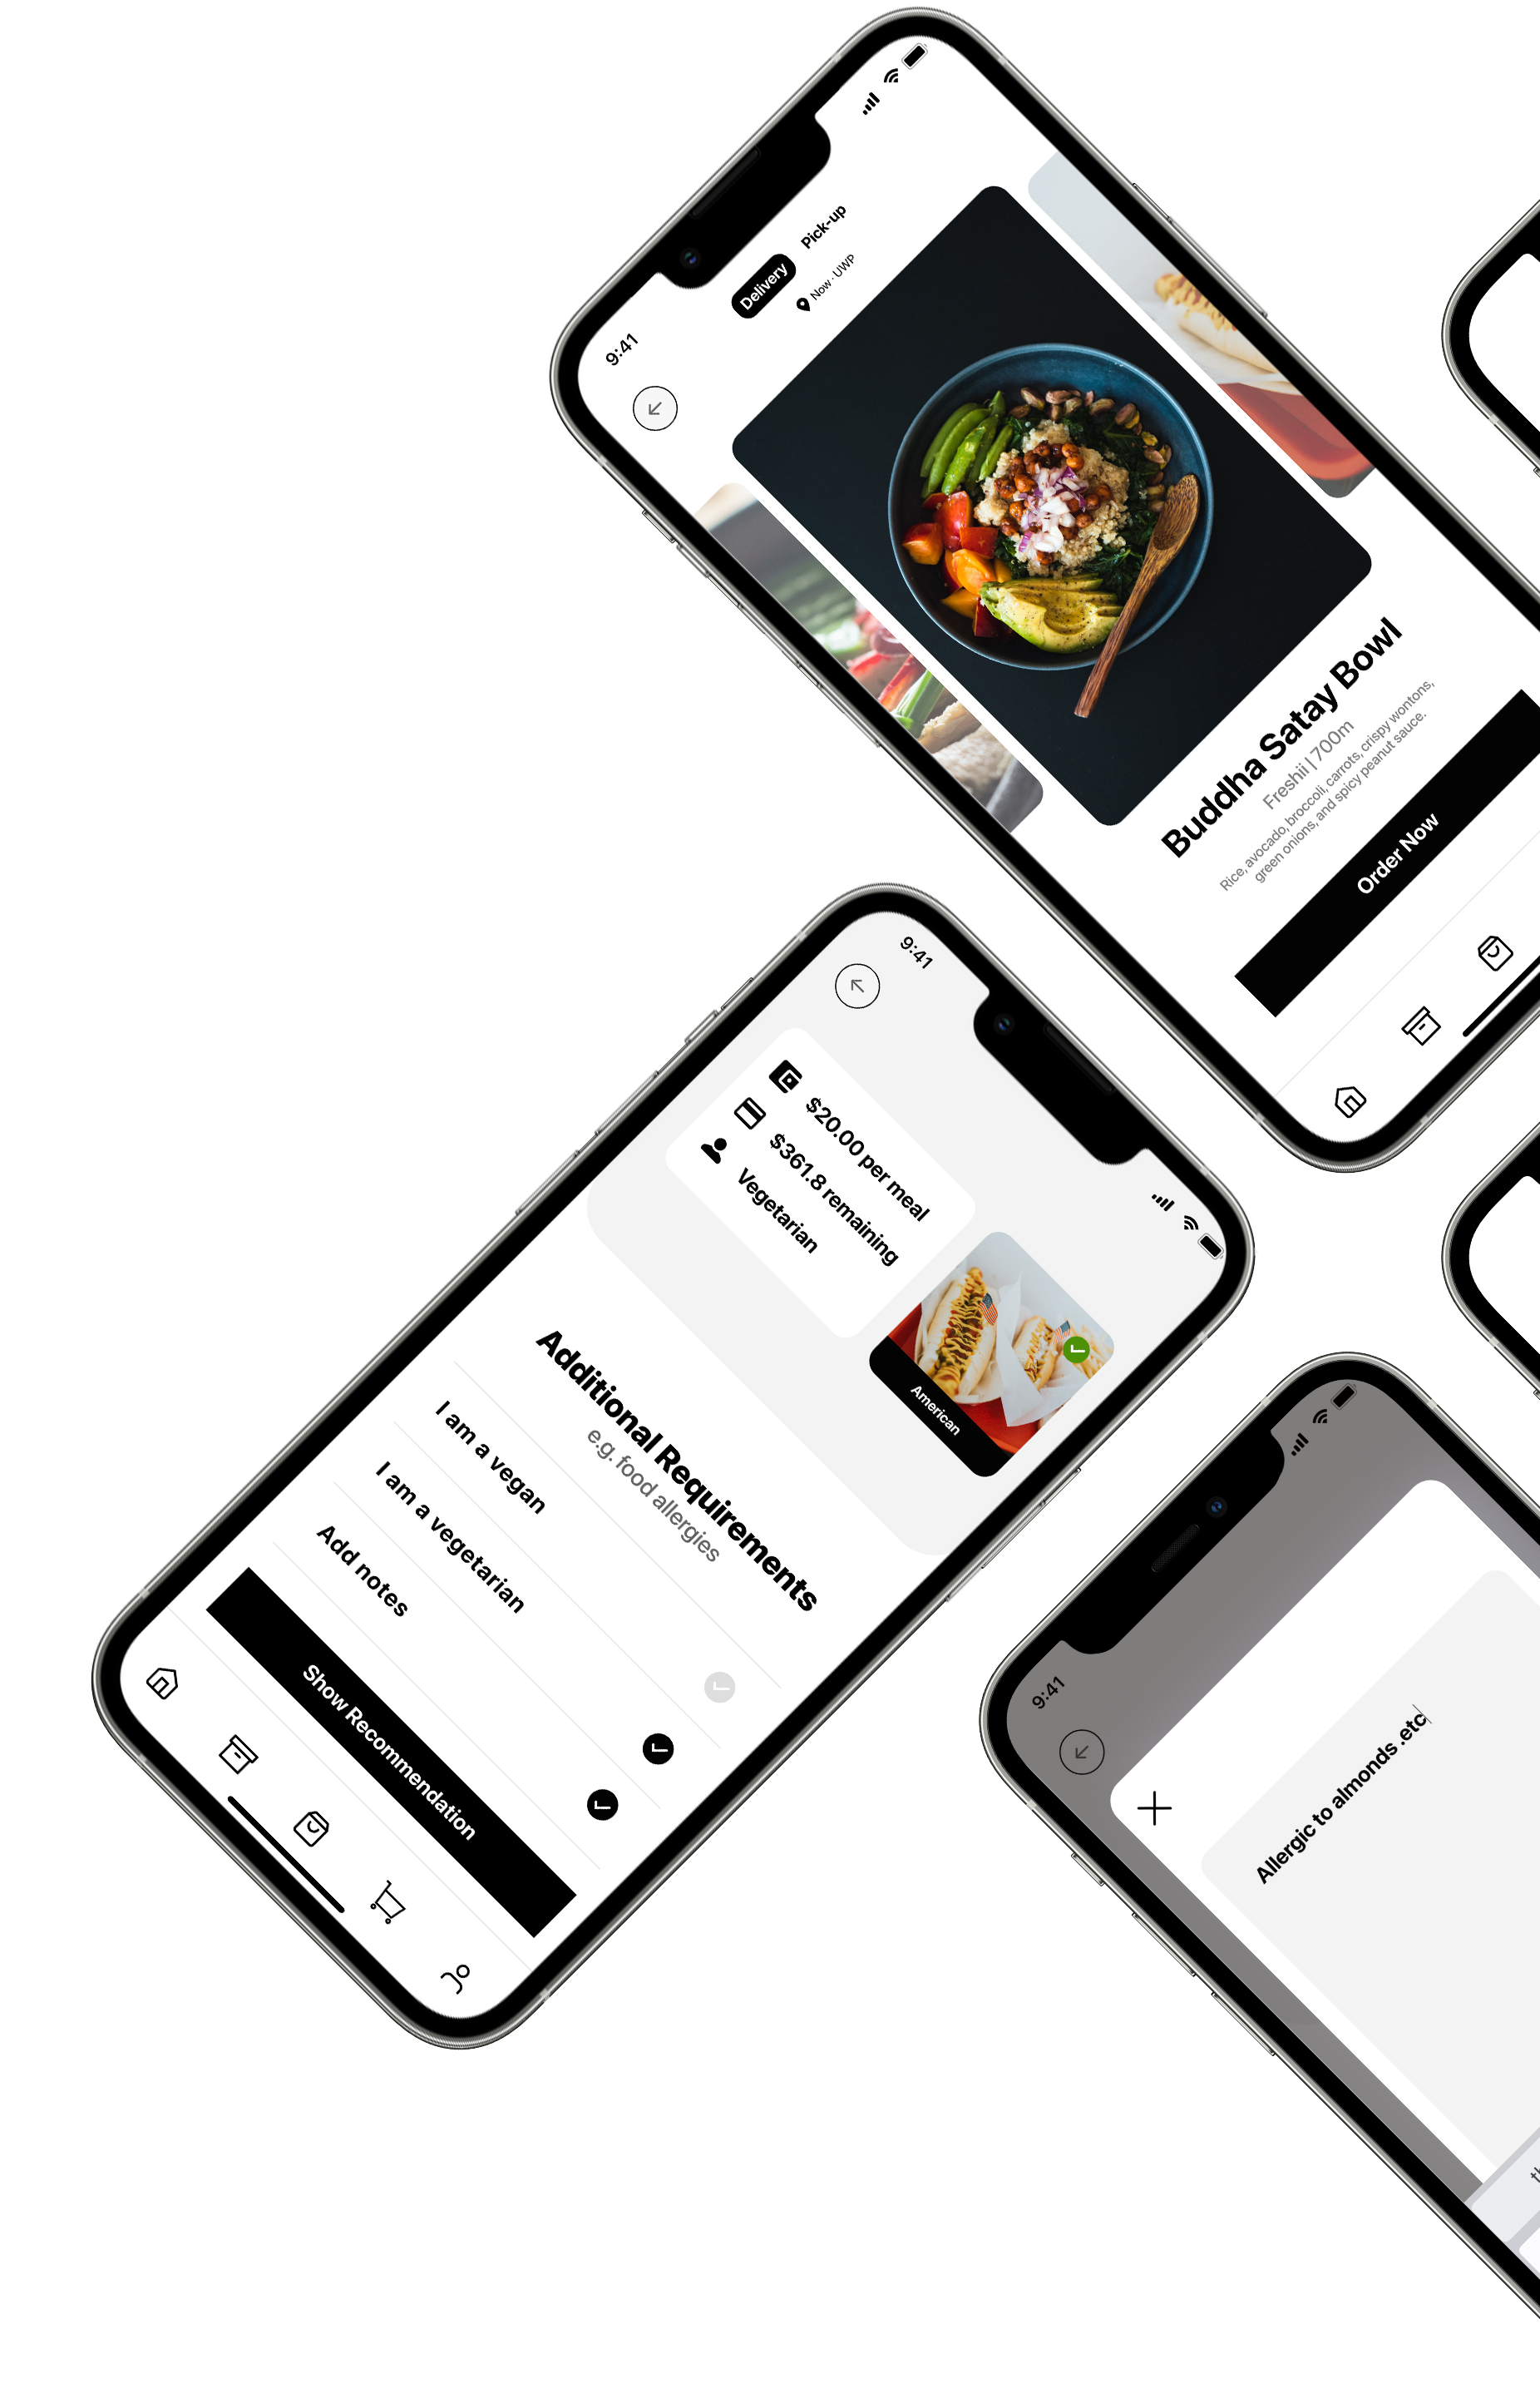 9:41
Delivery
Pick-up
Now · UWP
Buddha Satay Bowl
Freshii | 700m
Rice, avocado, broccoli, carrots, crispy wontons,
green onions, and spicy peanut sauce.
Order Now
9:41
$20.00 per meal
$361.8 remaining
Vegetarian
American
Additional Requirements
e.g. food allergies
I am a vegan
I am a vegetarian
Add notes
Show Recommendation
9:41
Allergic to almonds .etc